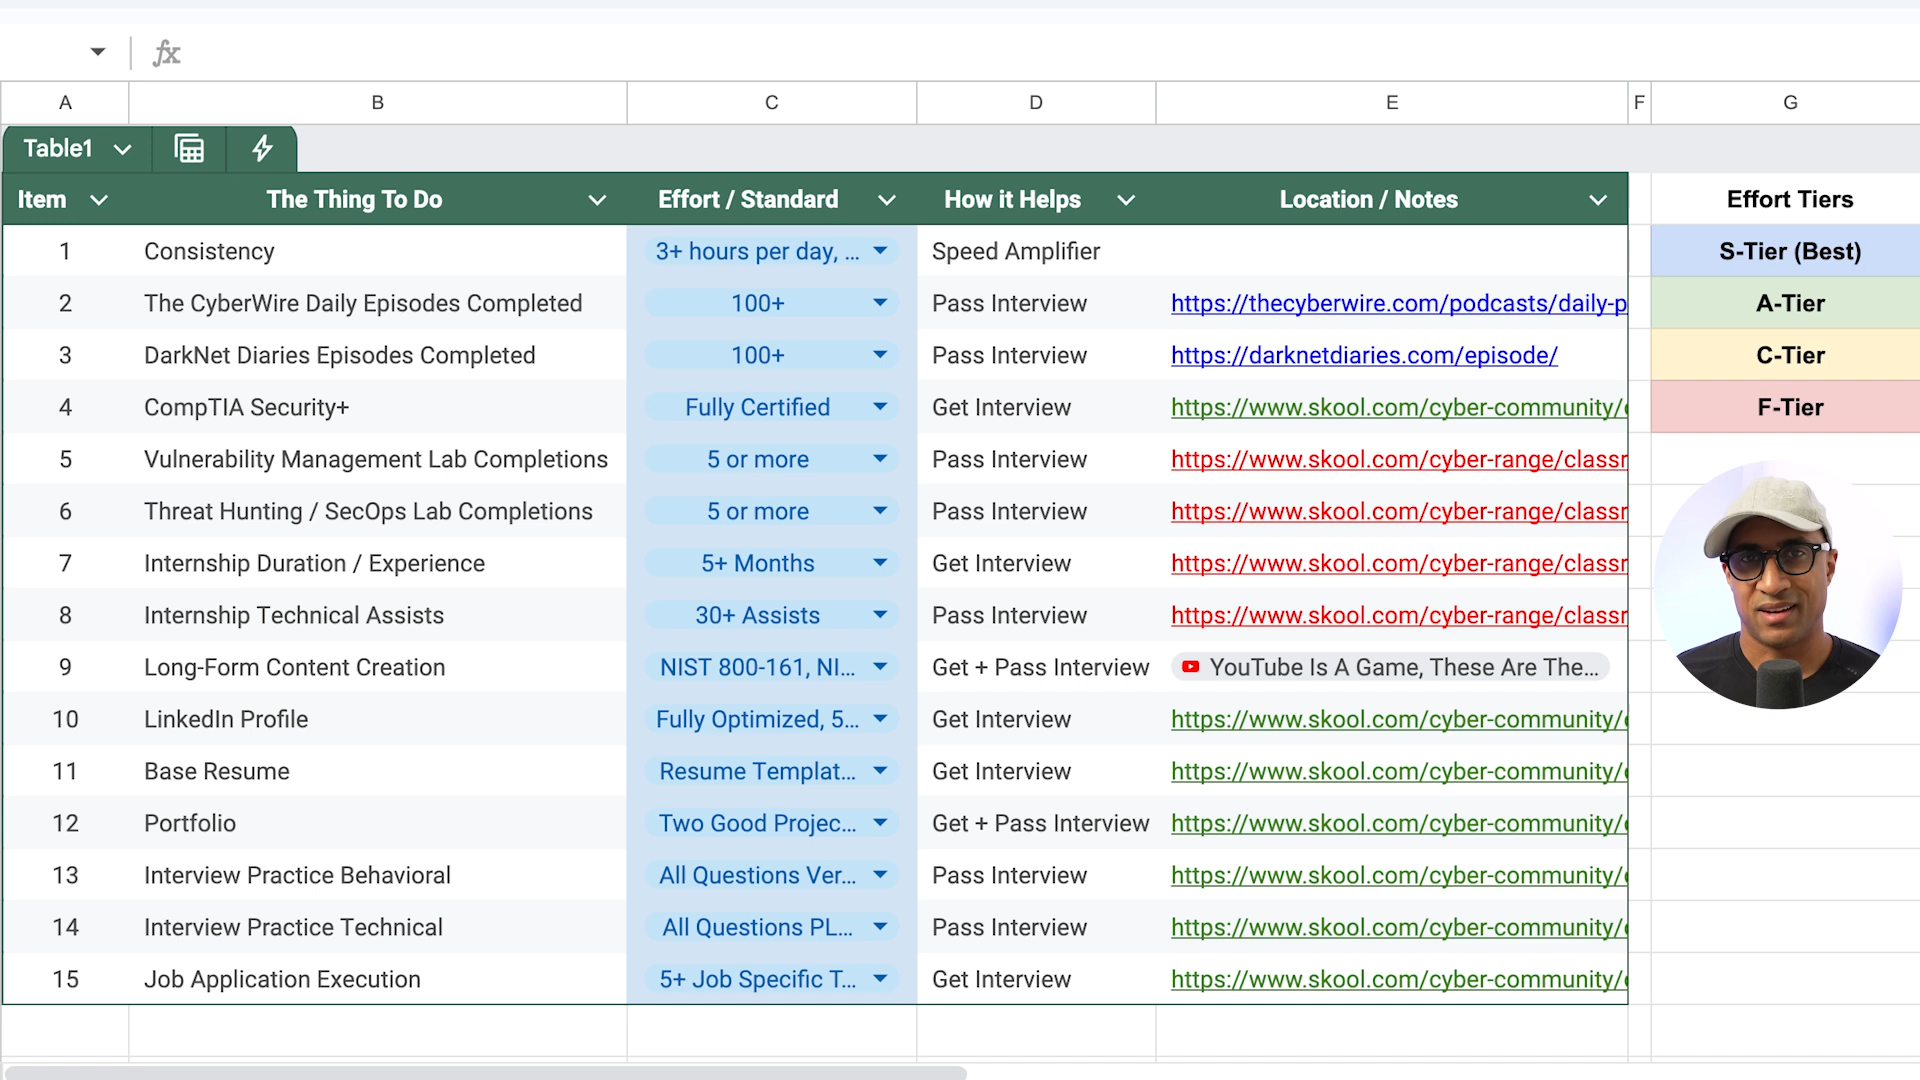 fx
A B C D E F G
Table1
Item The Thing To Do Effort / Standard How it Helps Location / Notes Effort Tiers
1 Consistency 3+ hours per day, ... Speed Amplifier S-Tier (Best)
2 The CyberWire Daily Episodes Completed 100+ Pass Interview https://thecyberwire.com/podcasts/daily-p A-Tier
3 DarkNet Diaries Episodes Completed 100+ Pass Interview https://darknetdiaries.com/episode/ C-Tier
4 CompTIA Security+ Fully Certified Get Interview https://www.skool.com/cyber-community/ F-Tier
5 Vulnerability Management Lab Completions 5 or more Pass Interview https://www.skool.com/cyber-range/classr
6 Threat Hunting / SecOps Lab Completions 5 or more Pass Interview https://www.skool.com/cyber-range/classr
7 Internship Duration / Experience 5+ Months Get Interview https://www.skool.com/cyber-range/classr
8 Internship Technical Assists 30+ Assists Pass Interview https://www.skool.com/cyber-range/classr
9 Long-Form Content Creation NIST 800-161, NI... Get + Pass Interview YouTube Is A Game, These Are The...
10 LinkedIn Profile Fully Optimized, 5... Get Interview https://www.skool.com/cyber-community/
11 Base Resume Resume Templat... Get Interview https://www.skool.com/cyber-community/
12 Portfolio Two Good Projec... Get + Pass Interview https://www.skool.com/cyber-community/
13 Interview Practice Behavioral All Questions Ver... Pass Interview https://www.skool.com/cyber-community/
14 Interview Practice Technical All Questions PL... Pass Interview https://www.skool.com/cyber-community/
15 Job Application Execution 5+ Job Specific T... Get Interview https://www.skool.com/cyber-community/